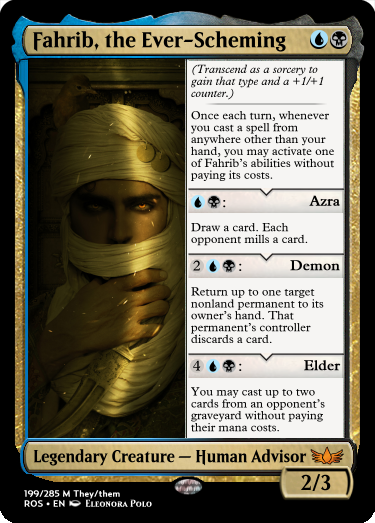 Fahrib, the Ever-Scheming
(Transcend as a sorcery to
gain that type and a +1/+1
counter.)
Once each turn, whenever
you cast a spell from
anywhere other than your
hand, you may activate one
of Fahrib's abilities without
paying its costs.
: Azra
Draw a card. Each
opponent mills a card.
2 : Demon
Return up to one target
nonland permanent to its
owner's hand. That
permanent's controller
discards a card.
4 : Elder
You may cast up to two
cards from an opponent's
graveyard without paying
their mana costs.
Legendary Creature — Human Advisor
2/3
199/285 M They/them
ROS • EN Eleonora Polo